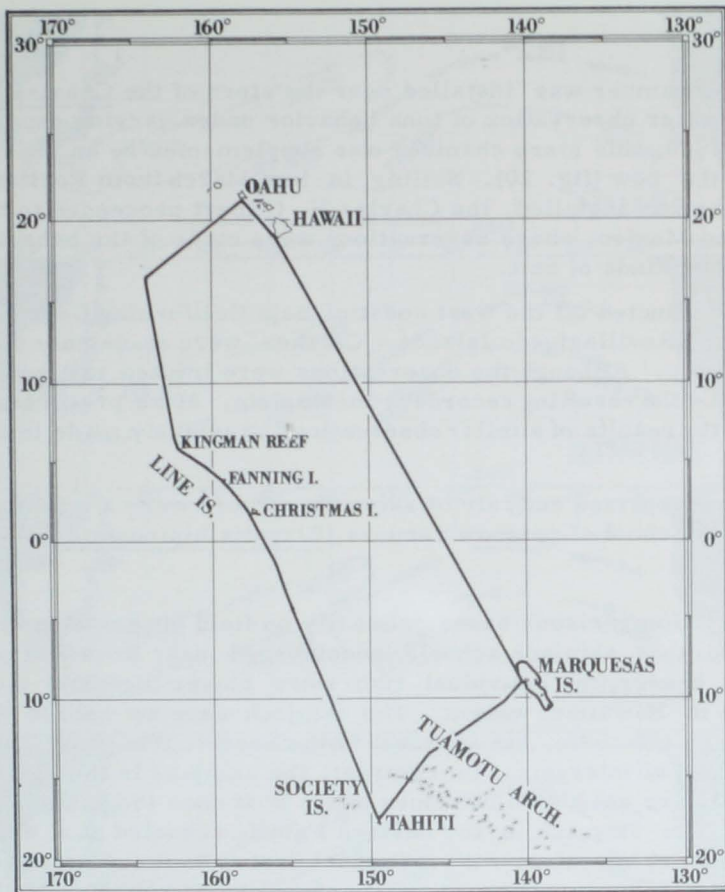 170° 160° 150° 140° 130°
30° 30°
OAHU
20° HAWAII 20°
10° 10°
KINGMAN REEF
LINE IS.
FANNING I.
CHRISTMAS I.
0° 0°
MARQUESAS
IS.
10° 10°
TUAMOTU ARCH.
SOCIETY
IS.
TAHITI
20° 20°
170° 160° 150° 140° 130°